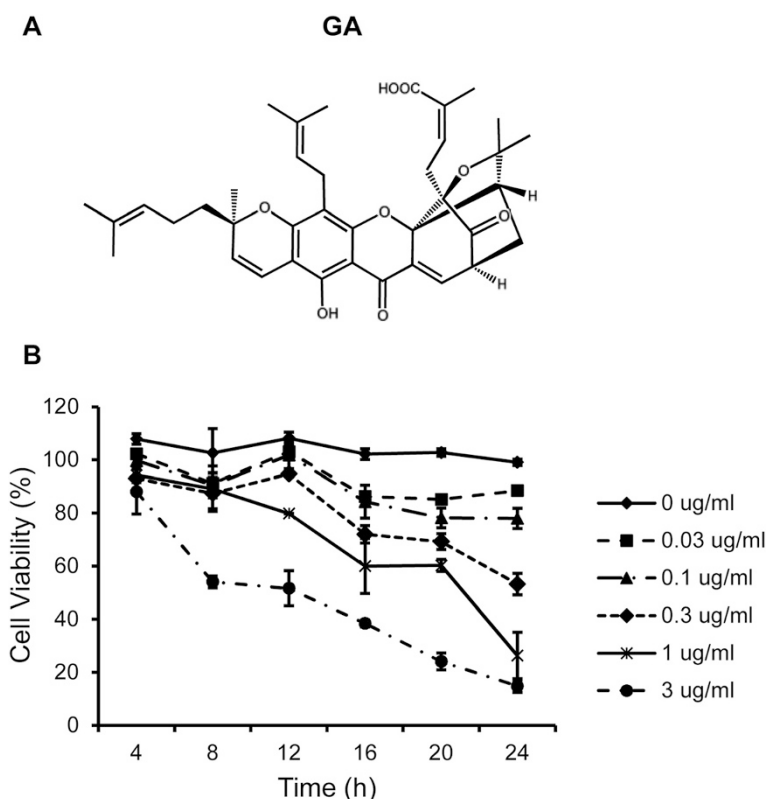 A
GA
HOOC
O
H
O
O
O
H
OH
O
B
120
100
80
60
40
20
0
Cell Viability (%)
4 8 12 16 20 24
Time (h)
0 ug/ml
0.03 ug/ml
0.1 ug/ml
0.3 ug/ml
1 ug/ml
3 ug/ml